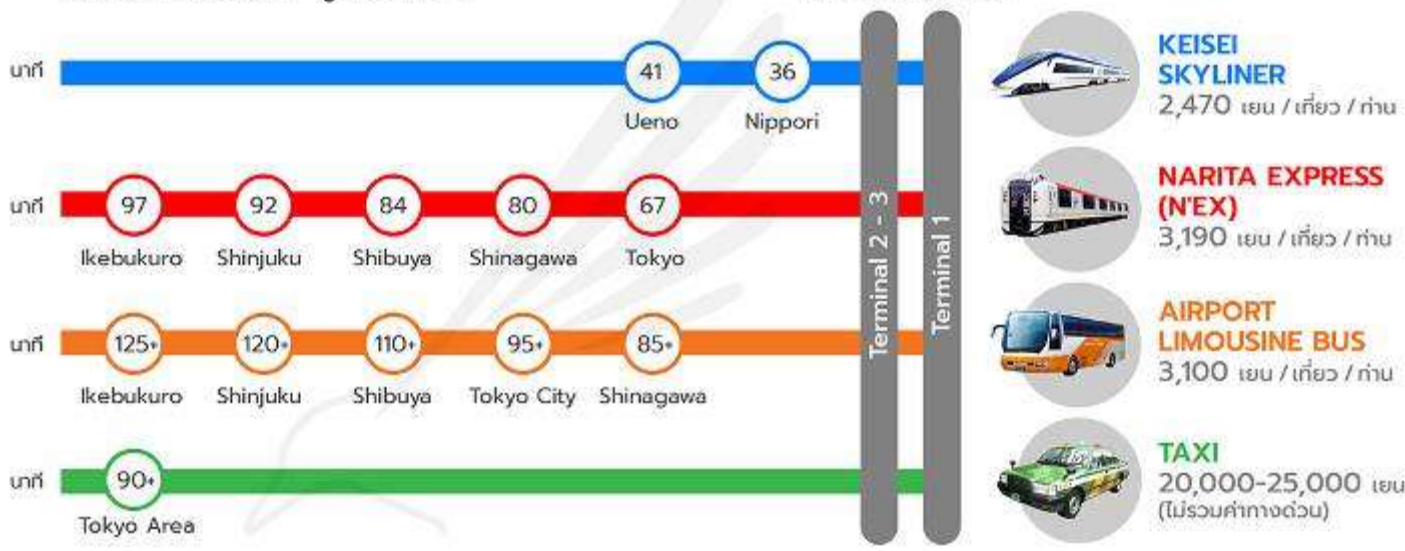 นาที
41
36
Ueno
Nippori
KEISEI
SKYLINER
2,470 เยน / เที่ยว / ท่าน
นาที
97
92
84
80
67
Ikebukuro
Shinjuku
Shibuya
Shinagawa
Tokyo
NARITA EXPRESS
(N'EX)
3,190 เยน / เที่ยว / ท่าน
Terminal 2 - 3
Terminal 1
นาที
125+
120+
110+
95+
85+
Ikebukuro
Shinjuku
Shibuya
Tokyo City
Shinagawa
AIRPORT
LIMOUSINE BUS
3,100 เยน / เที่ยว / ท่าน
นาที
90+
Tokyo Area
TAXI
20,000-25,000 เยน
(ไม่รวมค่าทางด่วน)